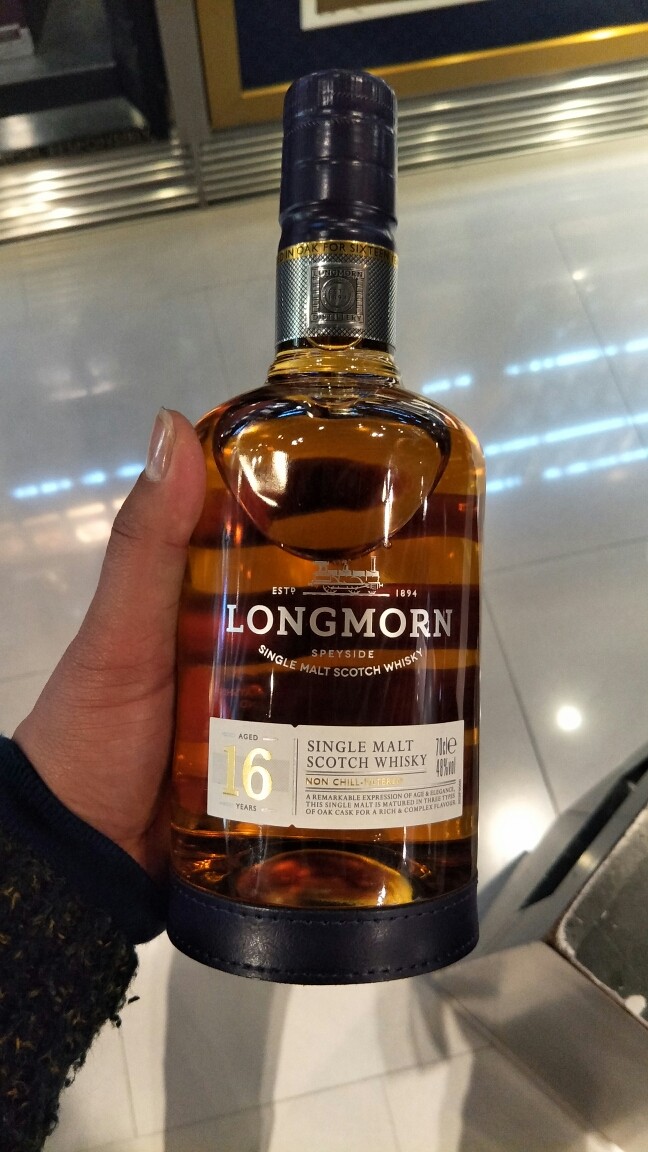 IN OAK FOR SIXTEEN
LONGMORN
ESTD 1894
LONGMORN
SPEYSIDE
SINGLE MALT SCOTCH WHISKY
AGED
16
YEARS
SINGLE MALT
SCOTCH WHISKY
NON CHILL-FILTERED
A REMARKABLE EXPRESSION OF AGE & ELEGANCE,
THIS SINGLE MALT IS MATURED IN THREE TYPES
OF OAK CASK FOR A RICH & COMPLEX FLAVOUR.
70cl e
48%vol